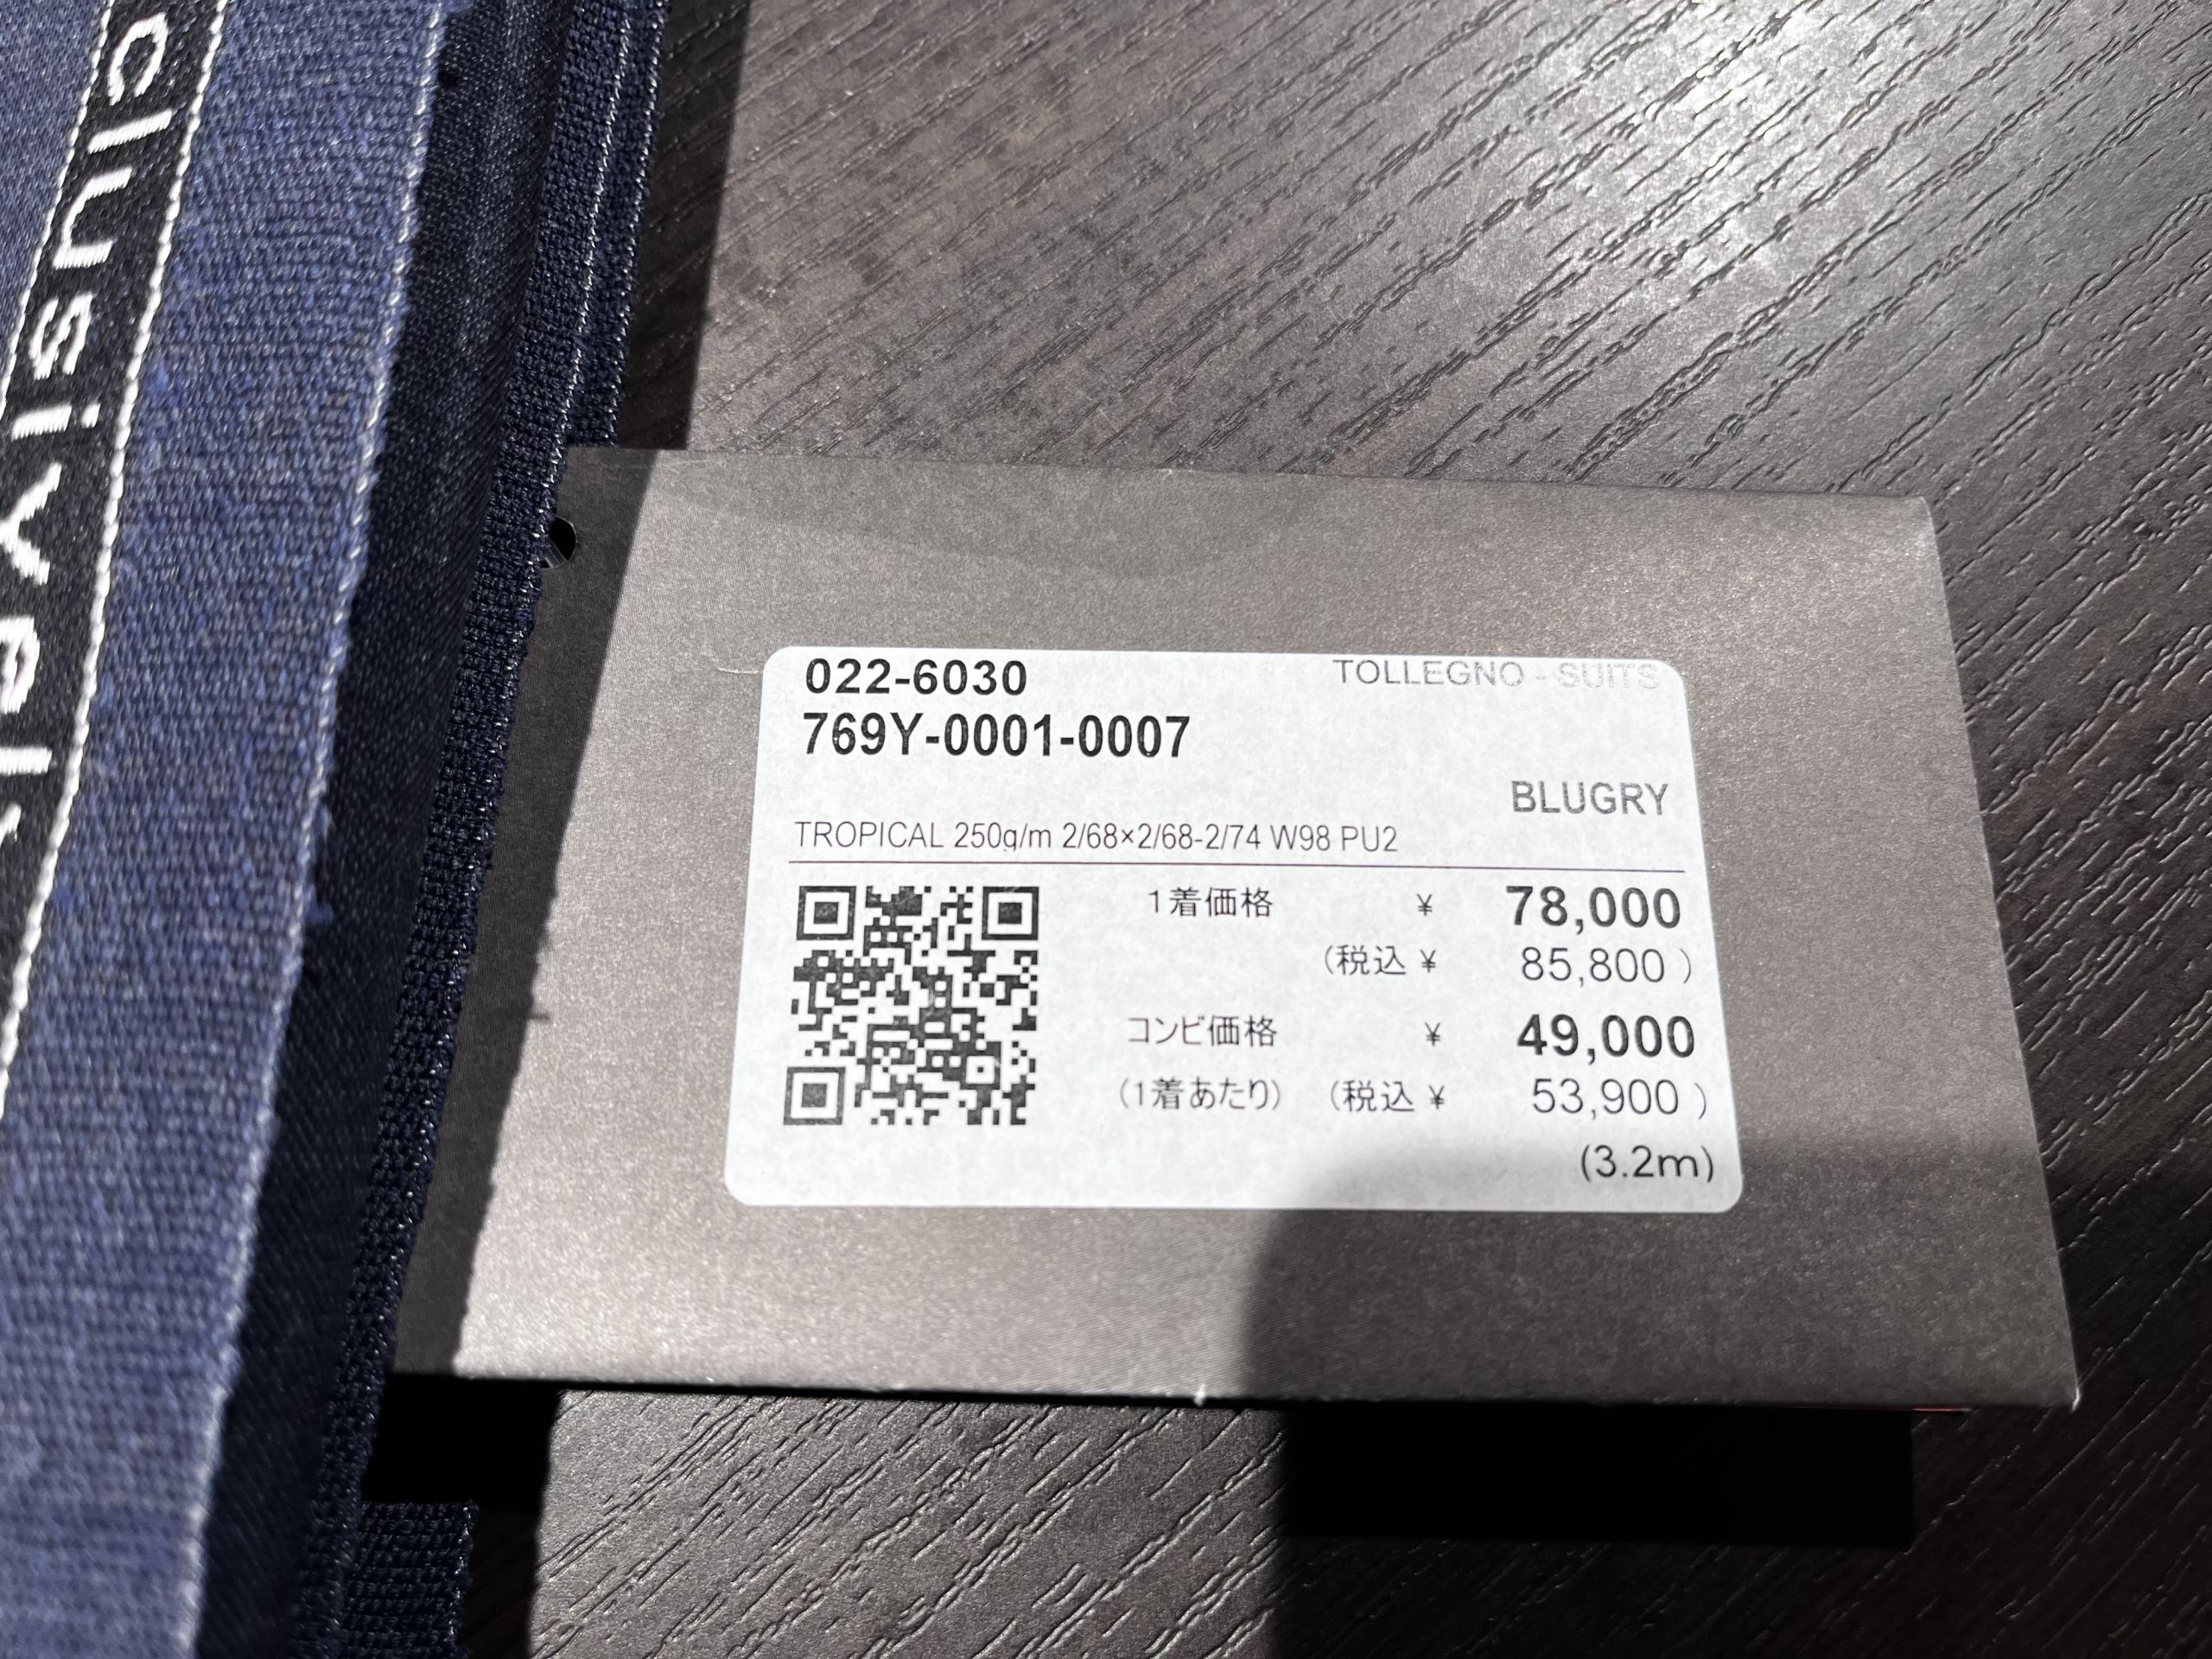 clusivel
022-6030
TOLLEGNO - SUITS
769Y-0001-0007
BLUGRY
TROPICAL 250g/m 2/68×2/68-2/74 W98 PU2
1着価格 ¥ 78,000
(税込 ¥ 85,800 )
コンビ価格 ¥ 49,000
(1着あたり) (税込 ¥ 53,900 )
(3.2m)